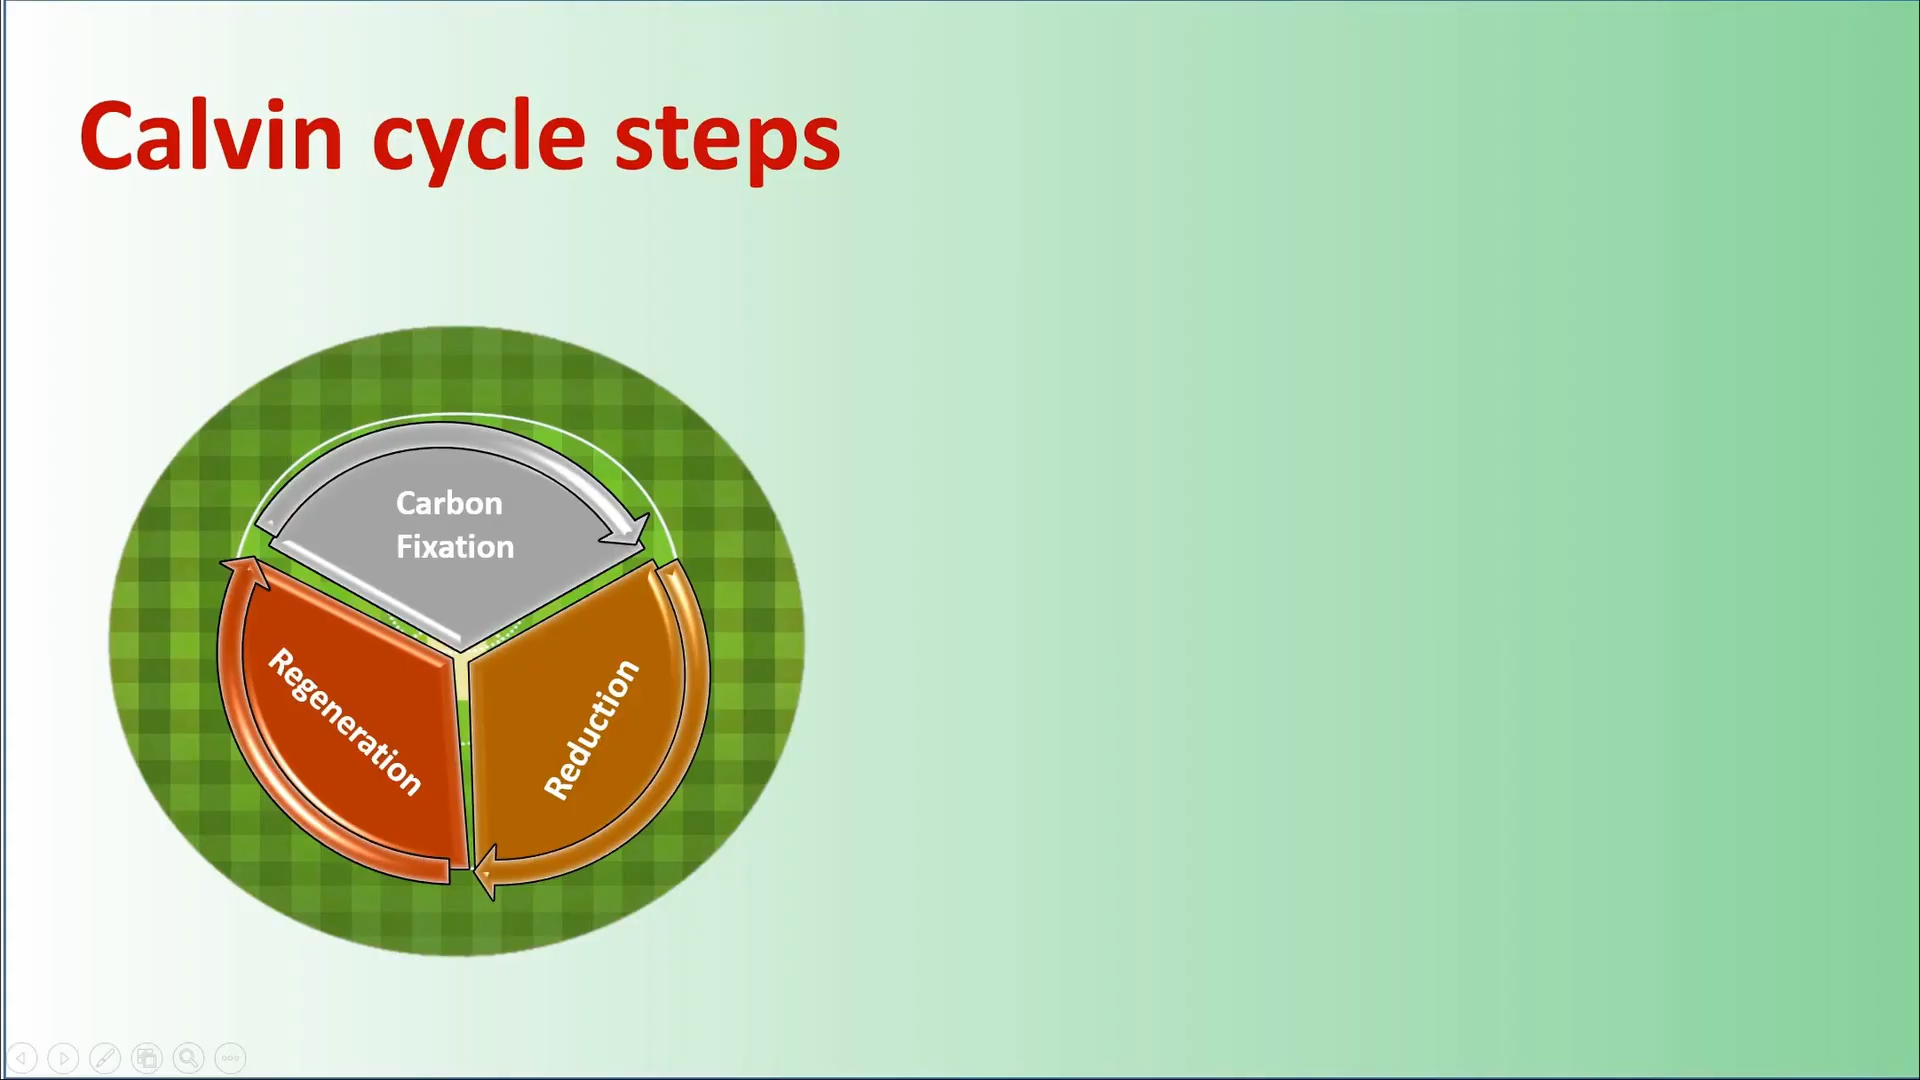 Calvin cycle steps
Carbon
Fixation
Regeneration
Reduction